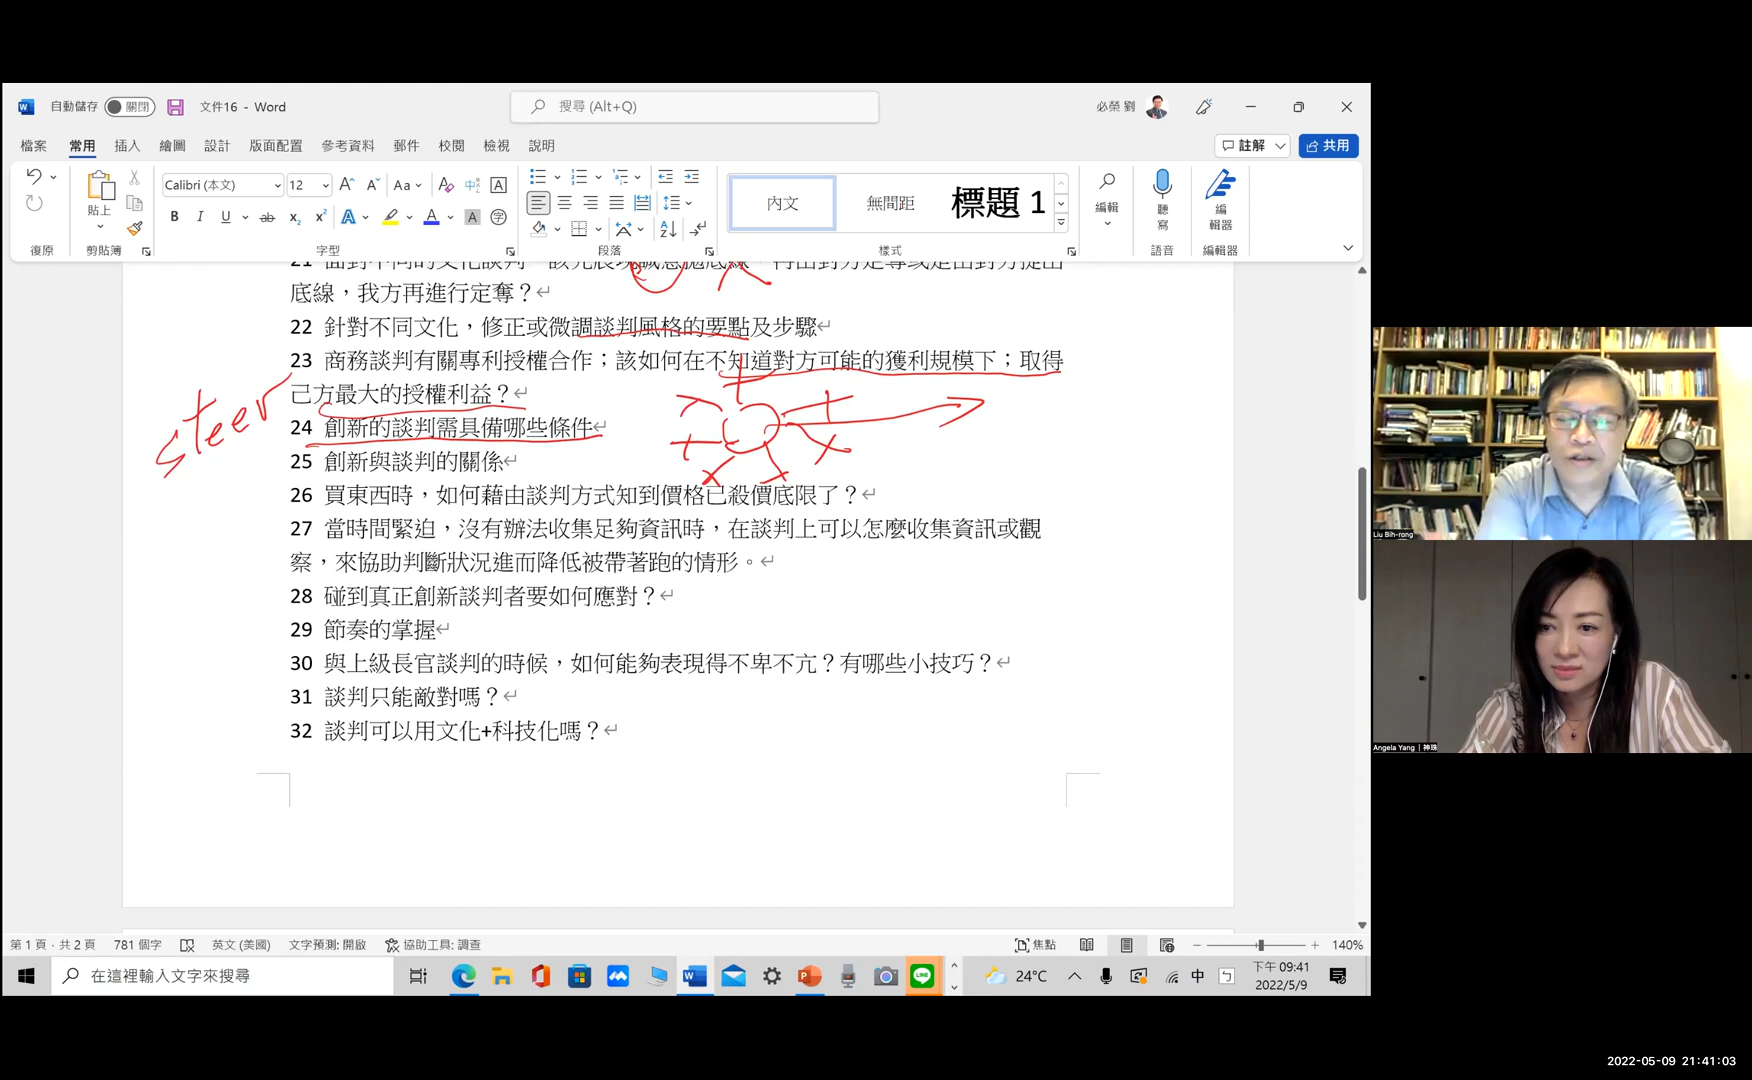 自動儲存 關閉 文件16 - Word 搜尋 (Alt+Q) 必榮 劉
檔案 常用 插入 繪圖 設計 版面配置 參考資料 郵件 校閱 檢視 說明 註解 共用
Calibri (本文) 12 Aa
貼上 內文 無間距 標題 1 編輯 聽寫 編輯器
B I U ab x₂ x² A A A 字
復原 剪貼簿 字型 段落 樣式 語音 編輯器
底線，我方再進行定奪？
22 針對不同文化，修正或微調談判風格的要點及步驟
23 商務談判有關專利授權合作；該如何在不知道對方可能的獲利規模下；取得
己方最大的授權利益？
steer
24 創新的談判需具備哪些條件
25 創新與談判的關係
26 買東西時，如何藉由談判方式知到價格已殺價底限了？
27 當時間緊迫，沒有辦法收集足夠資訊時，在談判上可以怎麼收集資訊或觀
察，來協助判斷狀況進而降低被帶著跑的情形。
28 碰到真正創新談判者要如何應對？
29 節奏的掌握
30 與上級長官談判的時候，如何能夠表現得不卑不亢？有哪些小技巧？
31 談判只能敵對嗎？
32 談判可以用文化+科技化嗎？
Liu Bih-rong
Angela Yang | 神珠
第 1 頁，共 2 頁 781 個字 英文 (美國) 文字預測: 開啟 協助工具: 調查 焦點 140%
在這裡輸入文字來搜尋 24°C 中 下午 09:41
2022/5/9
2022-05-09 21:41:03